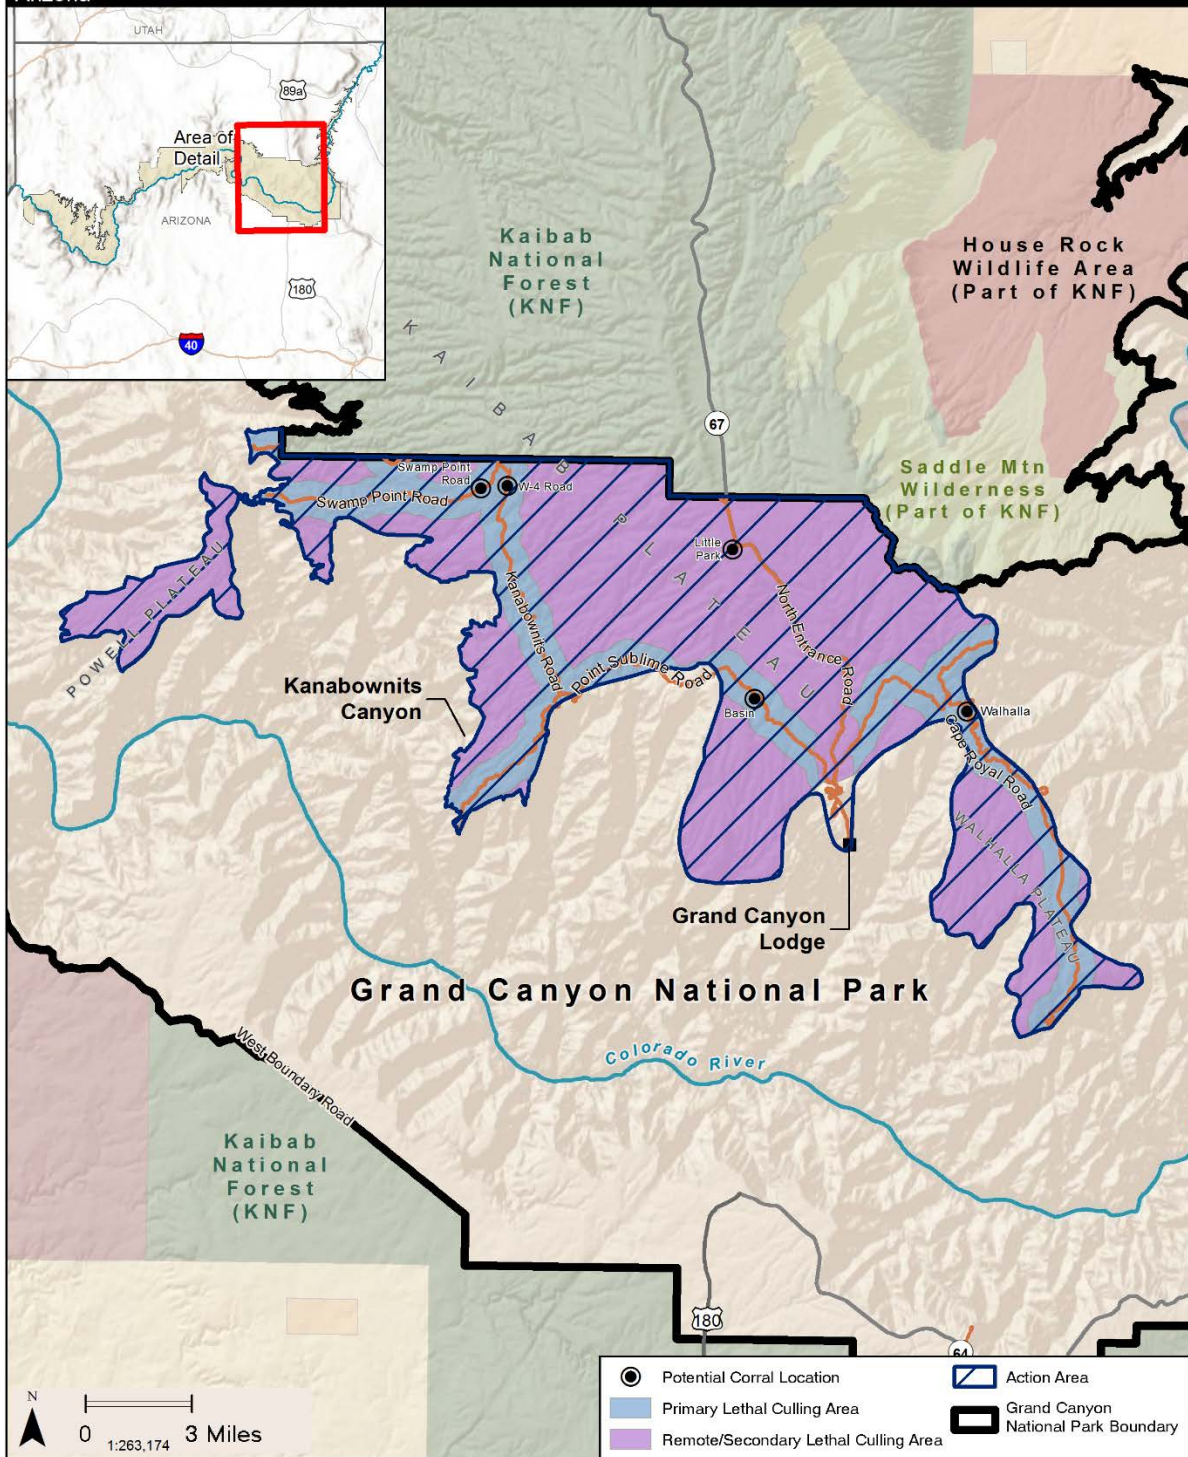 Arizona
UTAH
89a
Area of
Detail
ARIZONA
180
40
Kaibab
National
Forest
(KNF)
House Rock
Wildlife Area
(Part of KNF)
KAIBAB PLATEAU
67
Saddle Mtn
Wilderness
(Part of KNF)
Swamp Point
Road
W-4 Road
Swamp Point Road
Little
Park
POWELL PLATEAU
Kanabownits Road
North Entrance Road
Point Sublime Road
Kanabownits
Canyon
Basin
Walhalla
Cape Royal Road
WALHALLA PLATEAU
Grand Canyon
Lodge
Grand Canyon National Park
West Boundary Road
Colorado River
Kaibab
National
Forest
(KNF)
180
64
N
0 3 Miles
1:263,174
Potential Corral Location
Primary Lethal Culling Area
Remote/Secondary Lethal Culling Area
Action Area
Grand Canyon
National Park Boundary